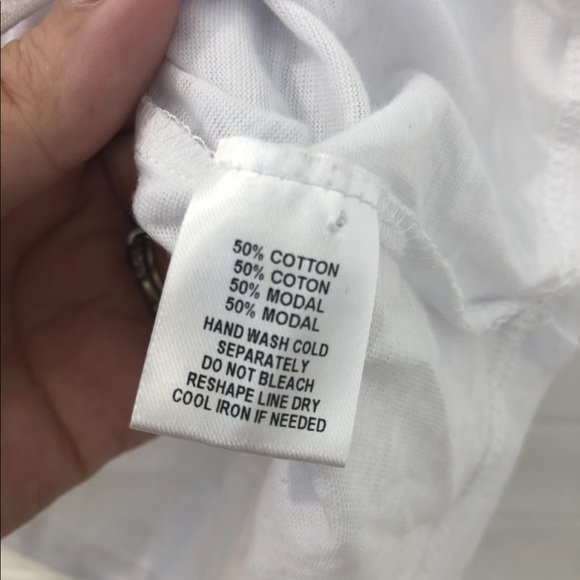 50% COTTON
50% COTON
50% MODAL
50% MODAL
HAND WASH COLD
SEPARATELY
DO NOT BLEACH
RESHAPE LINE DRY
COOL IRON IF NEEDED